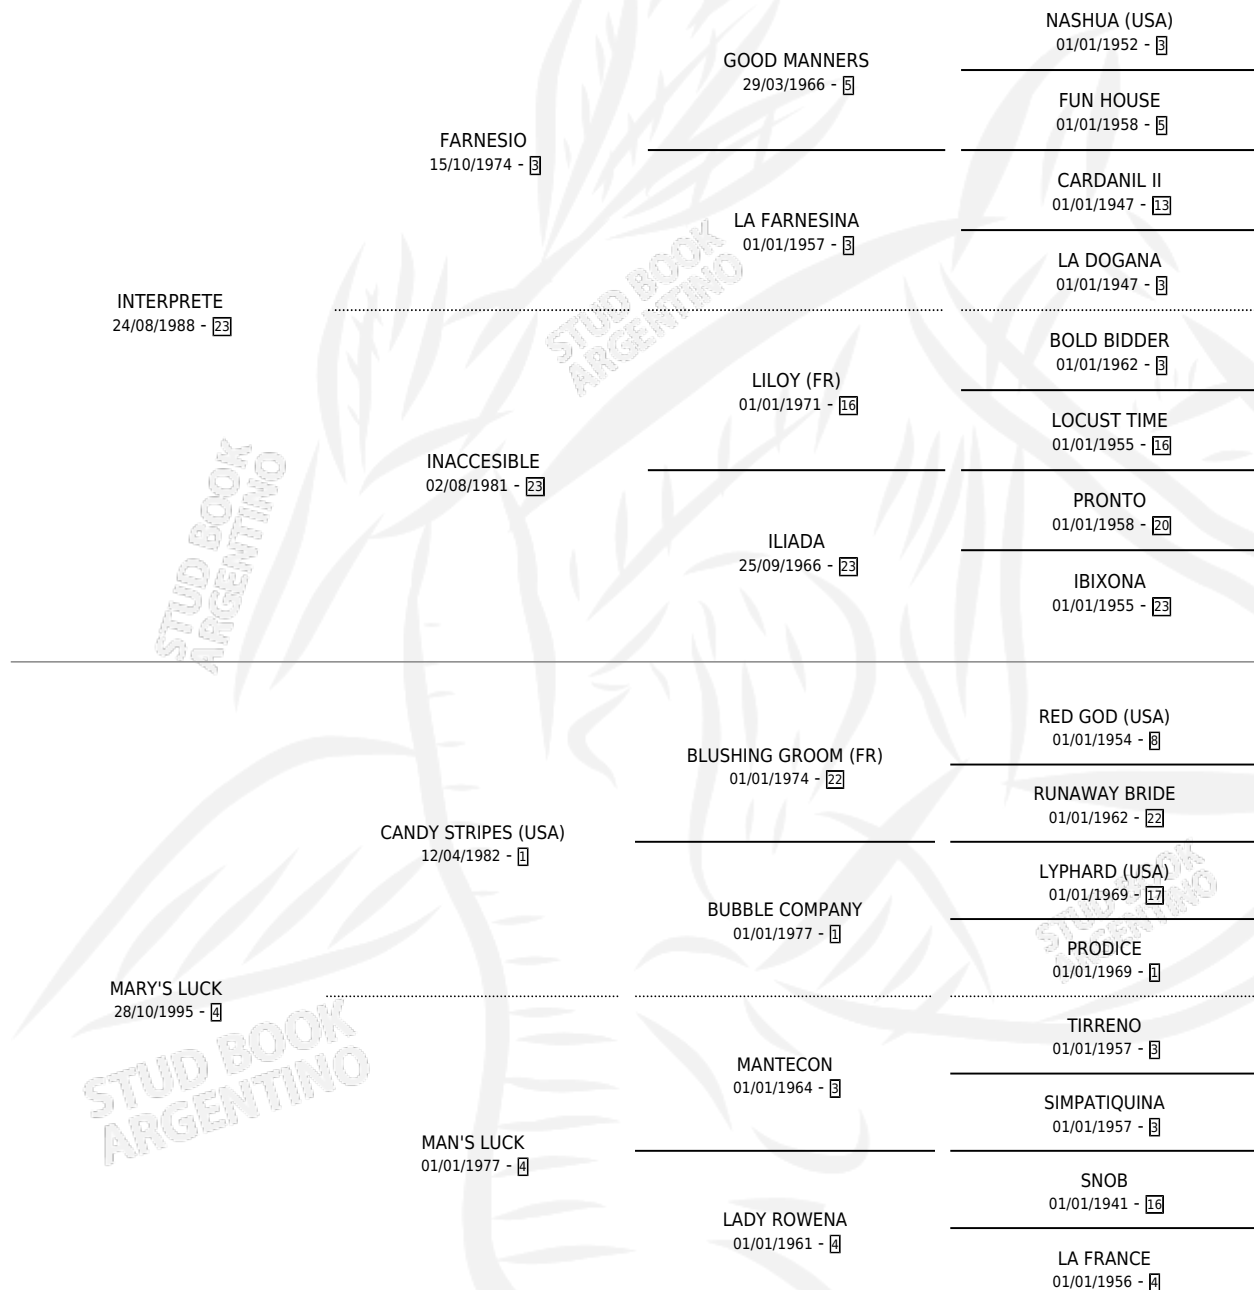 NASHUA (USA)
01/01/1952 - 3
GOOD MANNERS
29/03/1966 - 5
FUN HOUSE
01/01/1958 - 5
FARNESIO
15/10/1974 - 3
CARDANIL II
01/01/1947 - 13
LA FARNESINA
01/01/1957 - 3
LA DOGANA
01/01/1947 - 3
INTERPRETE
24/08/1988 - 23
BOLD BIDDER
01/01/1962 - 3
LILOY (FR)
01/01/1971 - 16
LOCUST TIME
01/01/1955 - 16
INACCESIBLE
02/08/1981 - 23
PRONTO
01/01/1958 - 20
ILIADA
25/09/1966 - 23
IBIXONA
01/01/1955 - 23
RED GOD (USA)
01/01/1954 - 8
BLUSHING GROOM (FR)
01/01/1974 - 22
RUNAWAY BRIDE
01/01/1962 - 22
CANDY STRIPES (USA)
12/04/1982 - 1
LYPHARD (USA)
01/01/1969 - 17
BUBBLE COMPANY
01/01/1977 - 1
PRODICE
01/01/1969 - 1
MARY'S LUCK
28/10/1995 - 4
TIRRENO
01/01/1957 - 3
MANTECON
01/01/1964 - 3
SIMPATIQUINA
01/01/1957 - 3
MAN'S LUCK
01/01/1977 - 4
SNOB
01/01/1941 - 16
LADY ROWENA
01/01/1961 - 4
LA FRANCE
01/01/1956 - 4
STUD BOOK
ARGENTINO
STUD BOOK
ARGENTINO
STUD BOOK
ARGENTINO
STUD BOOK
ARGENTINO